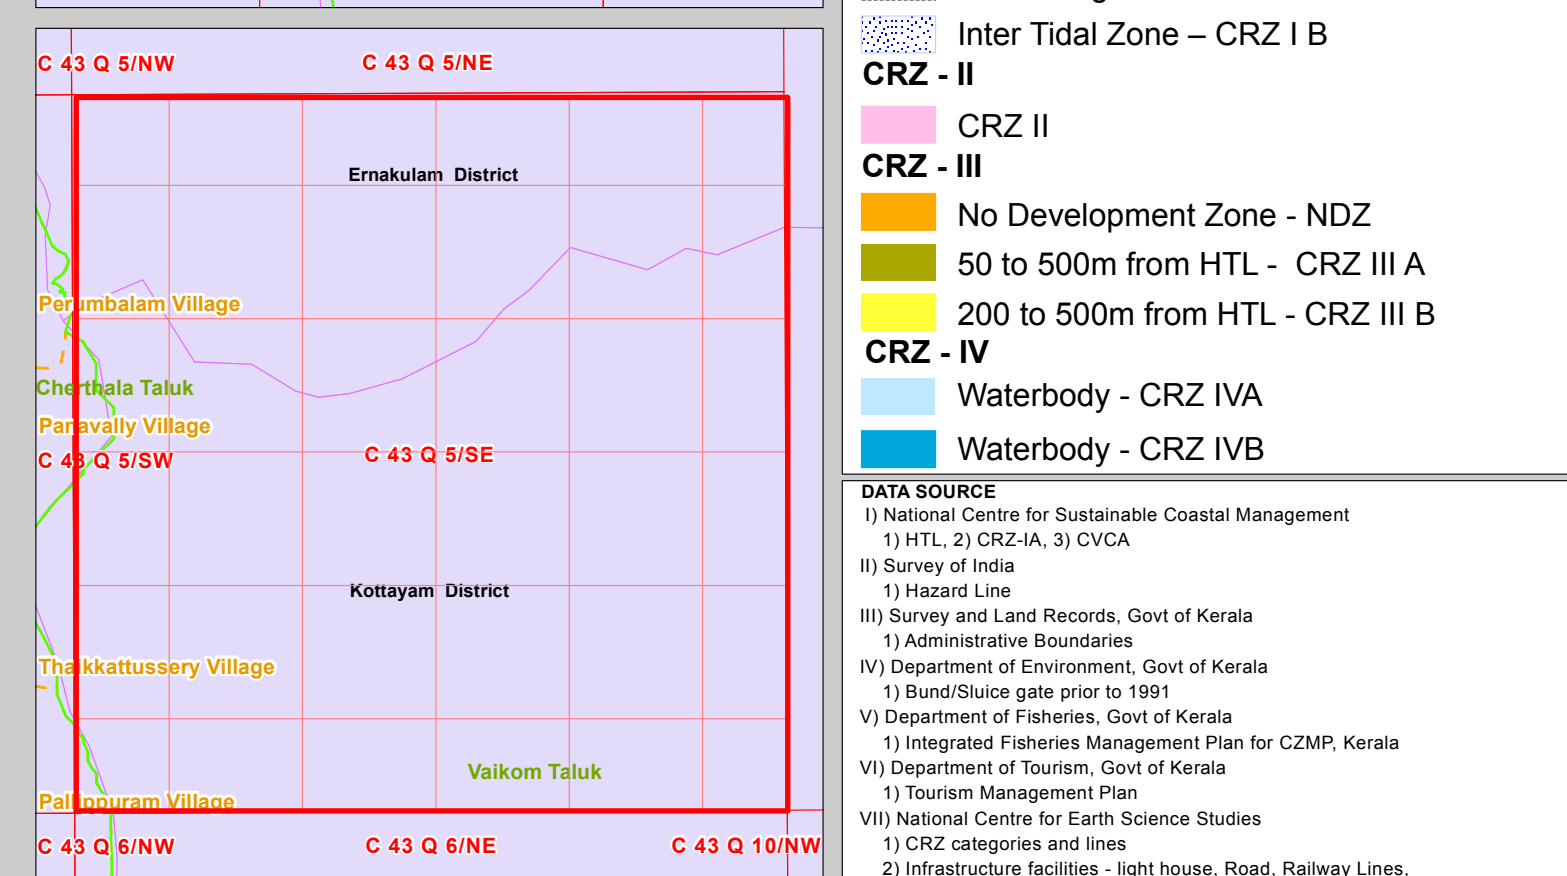 C 43 Q 5/NW
C 43 Q 5/NE
Ernakulam District
Perumbalam Village
Cherthala Taluk
Panavally Village
C 43 Q 5/SW
C 43 Q 5/SE
Kottayam District
Thaikkattussery Village
Vaikom Taluk
Pallippuram Village
C 43 Q 6/NW
C 43 Q 6/NE
C 43 Q 10/NW
Inter Tidal Zone – CRZ I B
CRZ - II
CRZ II
CRZ - III
No Development Zone - NDZ
50 to 500m from HTL - CRZ III A
200 to 500m from HTL - CRZ III B
CRZ - IV
Waterbody - CRZ IVA
Waterbody - CRZ IVB
DATA SOURCE
I) National Centre for Sustainable Coastal Management
1) HTL, 2) CRZ-IA, 3) CVCA
II) Survey of India
1) Hazard Line
III) Survey and Land Records, Govt of Kerala
1) Administrative Boundaries
IV) Department of Environment, Govt of Kerala
1) Bund/Sluice gate prior to 1991
V) Department of Fisheries, Govt of Kerala
1) Integrated Fisheries Management Plan for CZMP, Kerala
VI) Department of Tourism, Govt of Kerala
1) Tourism Management Plan
VII) National Centre for Earth Science Studies
1) CRZ categories and lines
2) Infrastructure facilities - light house, Road, Railway Lines,